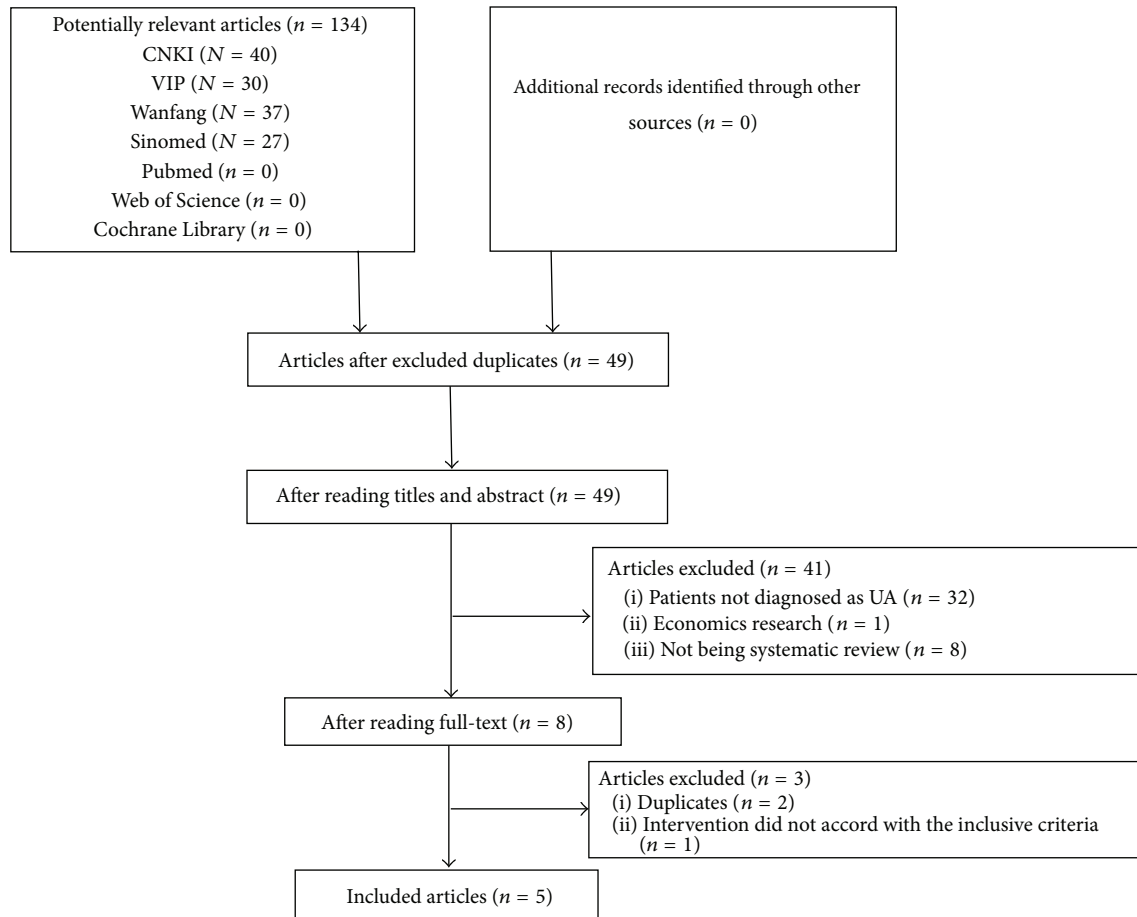 Potentially relevant articles (n = 134)
CNKI (N = 40)
VIP (N = 30)
Wanfang (N = 37)
Sinomed (N = 27)
Pubmed (n = 0)
Web of Science (n = 0)
Cochrane Library (n = 0)
Additional records identified through other
sources (n = 0)
Articles after excluded duplicates (n = 49)
After reading titles and abstract (n = 49)
Articles excluded (n = 41)
(i) Patients not diagnosed as UA (n = 32)
(ii) Economics research (n = 1)
(iii) Not being systematic review (n = 8)
After reading full-text (n = 8)
Articles excluded (n = 3)
(i) Duplicates (n = 2)
(ii) Intervention did not accord with the inclusive criteria
(n = 1)
Included articles (n = 5)